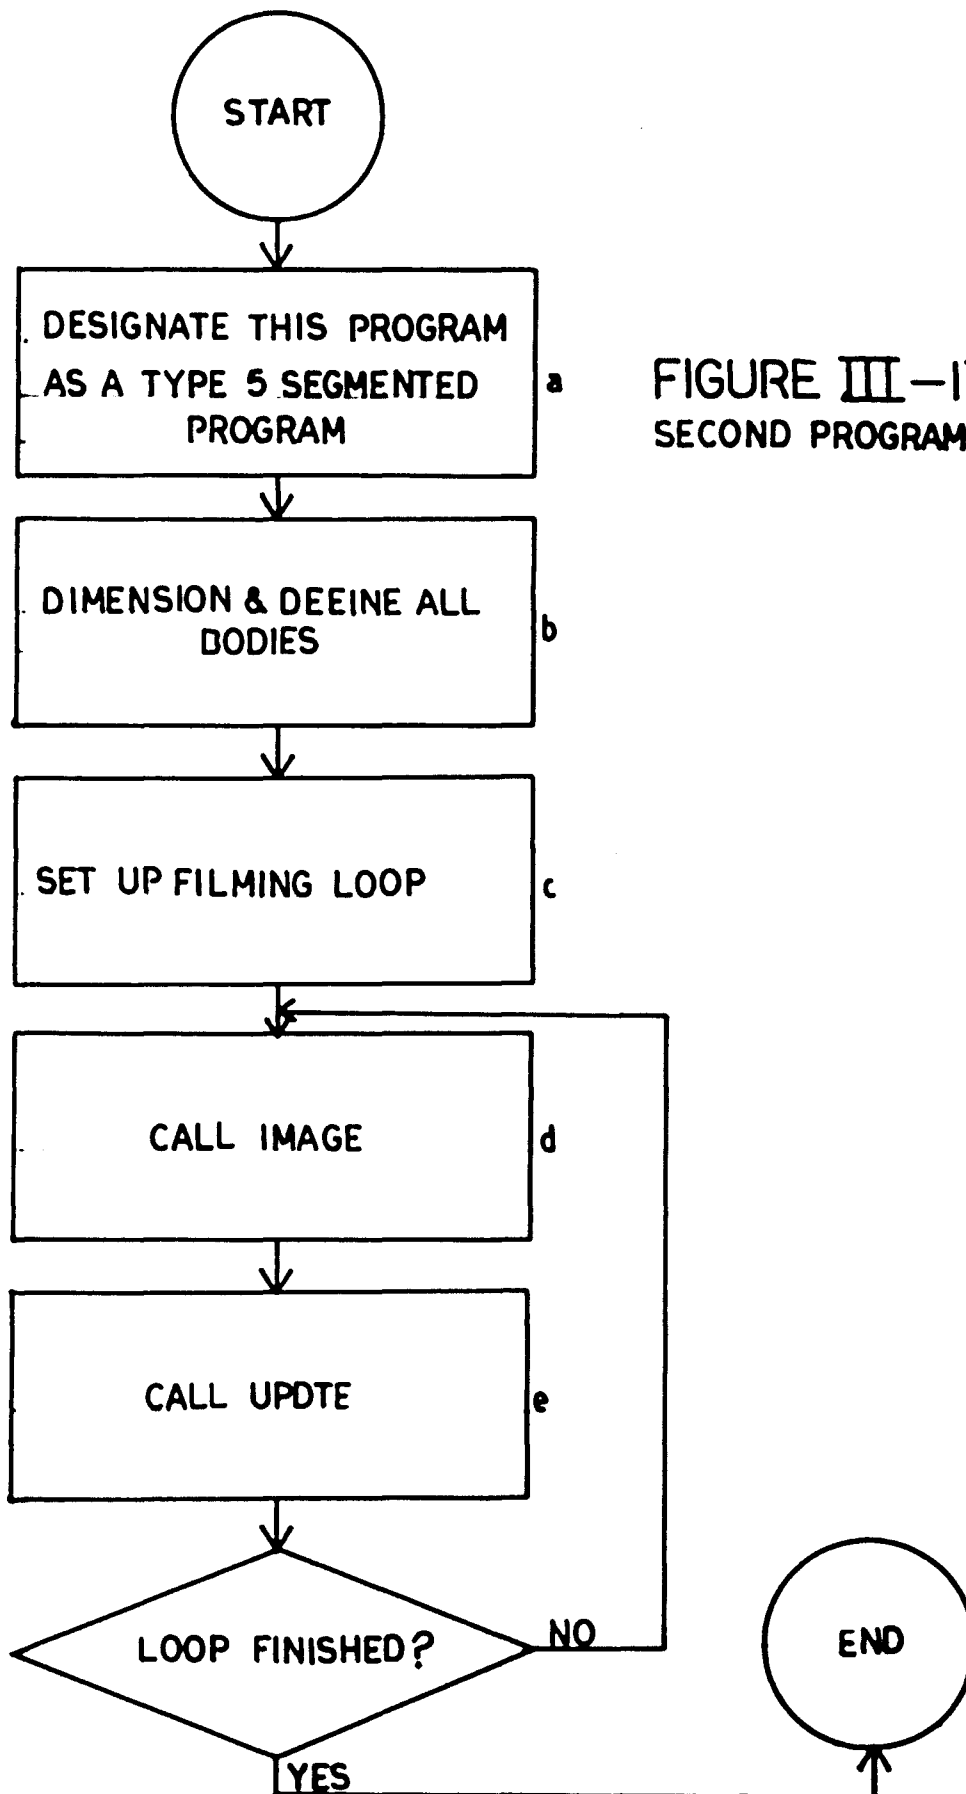 START
DESIGNATE THIS PROGRAM
AS A TYPE 5 SEGMENTED
PROGRAM
a
FIGURE III-1
SECOND PROGRAM
DIMENSION & DEEINE ALL
BODIES
b
SET UP FILMING LOOP
c
CALL IMAGE
d
CALL UPDTE
e
LOOP FINISHED?
NO
END
YES